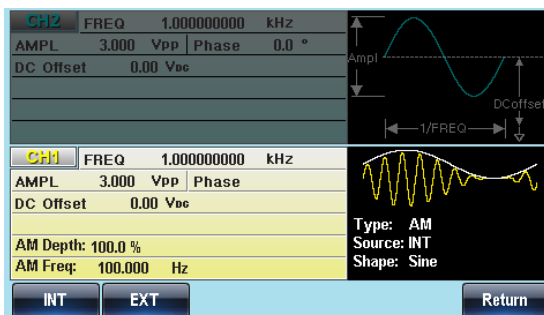 CH2 FREQ 1.000000000 kHz
AMPL 3.000 Vpp Phase 0.0 °
DC Offset 0.00 VDC
Ampl
DCoffset
1/FREQ
CH1 FREQ 1.000000000 kHz
AMPL 3.000 Vpp Phase
DC Offset 0.00 VDC
AM Depth: 100.0 %
AM Freq: 100.000 Hz
Type: AM
Source: INT
Shape: Sine
INT EXT Return